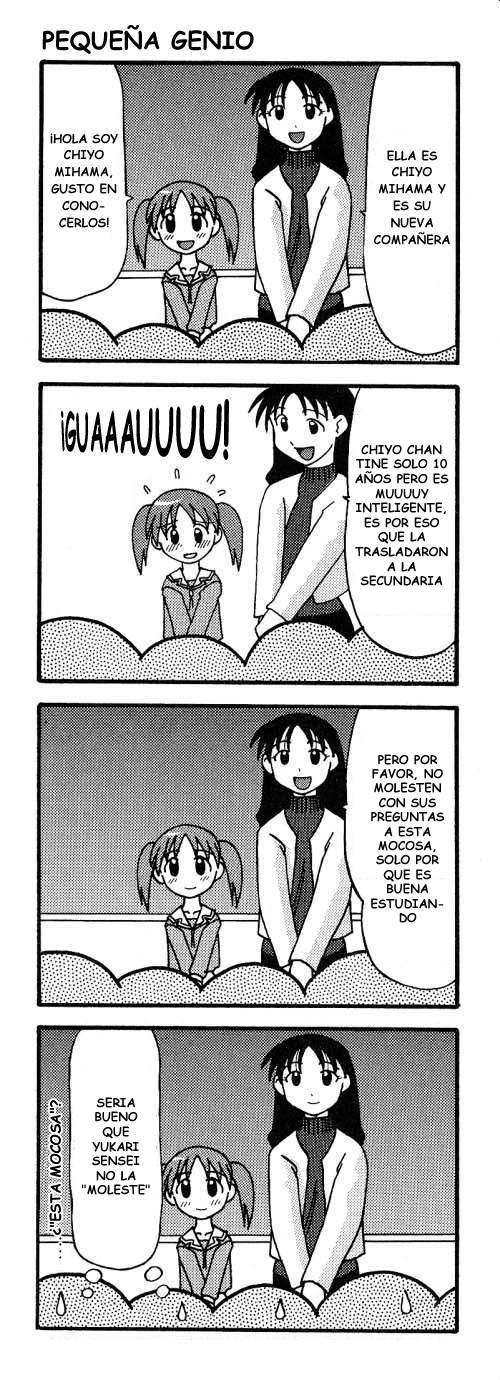 PEQUEÑA GENIO
ELLA ES
CHIYO
MIHAMA Y
ES SU
NUEVA
COMPAÑERA
¡HOLA SOY
CHIYO
MIHAMA,
GUSTO EN
CONO-
CERLOS!
CHIYO CHAN
TINE SOLO 10
AÑOS PERO ES
MUUUUY
INTELIGENTE,
ES POR ESO
QUE LA
TRASLADARON
A LA
SECUNDARIA
¡GUAAAUUUU!
PERO POR
FAVOR, NO
MOLESTEN
CON SUS
PREGUNTAS
A ESTA
MOCOSA,
SOLO POR
QUE ES
BUENA
ESTUDIAN-
DO
SERIA
BUENO
QUE
YUKARI
SENSEI
NO LA
"MOLESTE"
....¿"ESTA MOCOSA"?